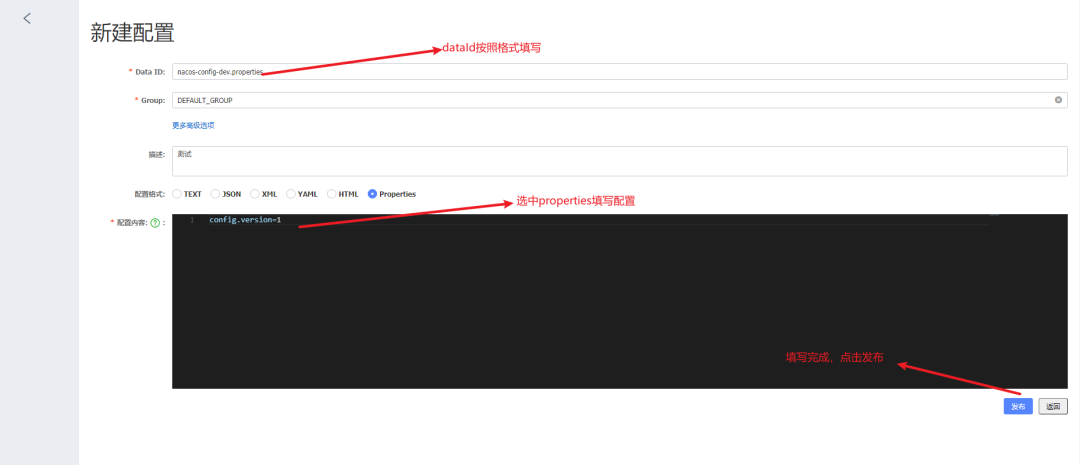 新建配置
dataId按照格式填写
* Data ID: nacos-config-dev.properties
* Group: DEFAULT_GROUP
更多高级选项
描述: 测试
配置格式: TEXT JSON XML YAML HTML Properties
选中properties填写配置
* 配置内容: ? :
1 config.version=1
填写完成，点击发布
发布 返回